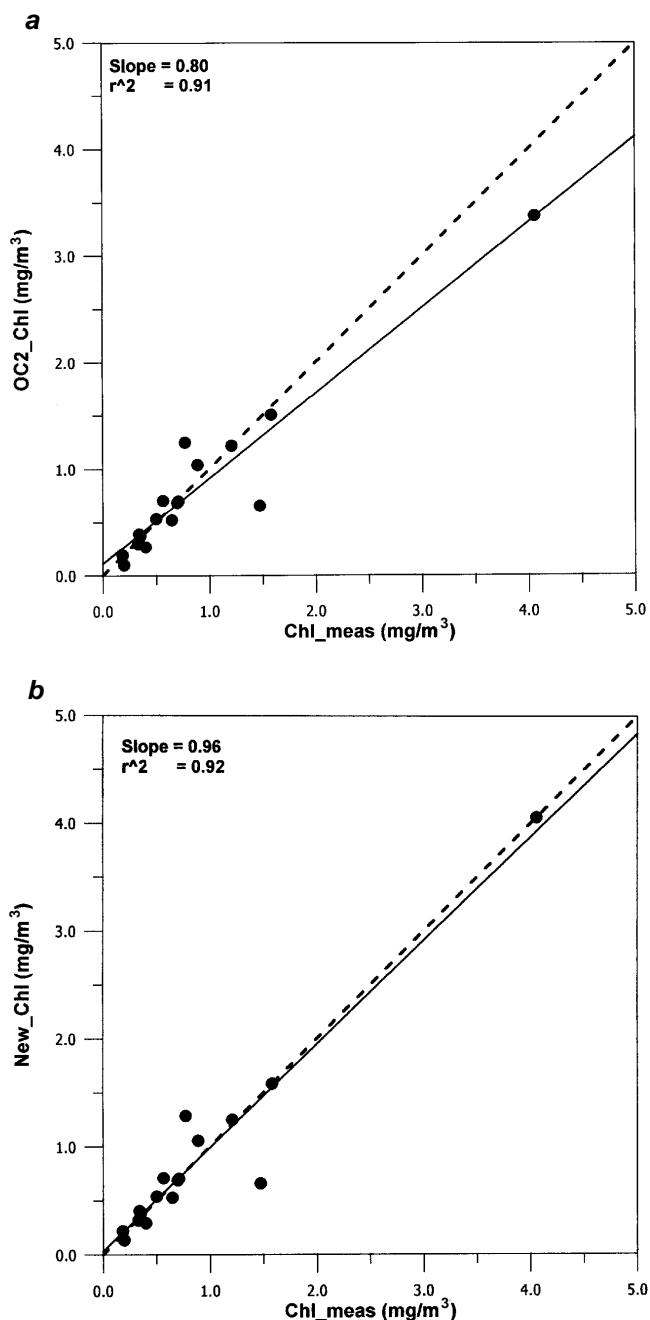 a
Slope = 0.80
r^2 = 0.91
5.0
4.0
3.0
2.0
1.0
0.0
OC2_Chl (mg/m³)
0.0 1.0 2.0 3.0 4.0 5.0
Chl_meas (mg/m³)
b
Slope = 0.96
r^2 = 0.92
5.0
4.0
3.0
2.0
1.0
0.0
New_Chl (mg/m³)
0.0 1.0 2.0 3.0 4.0 5.0
Chl_meas (mg/m³)